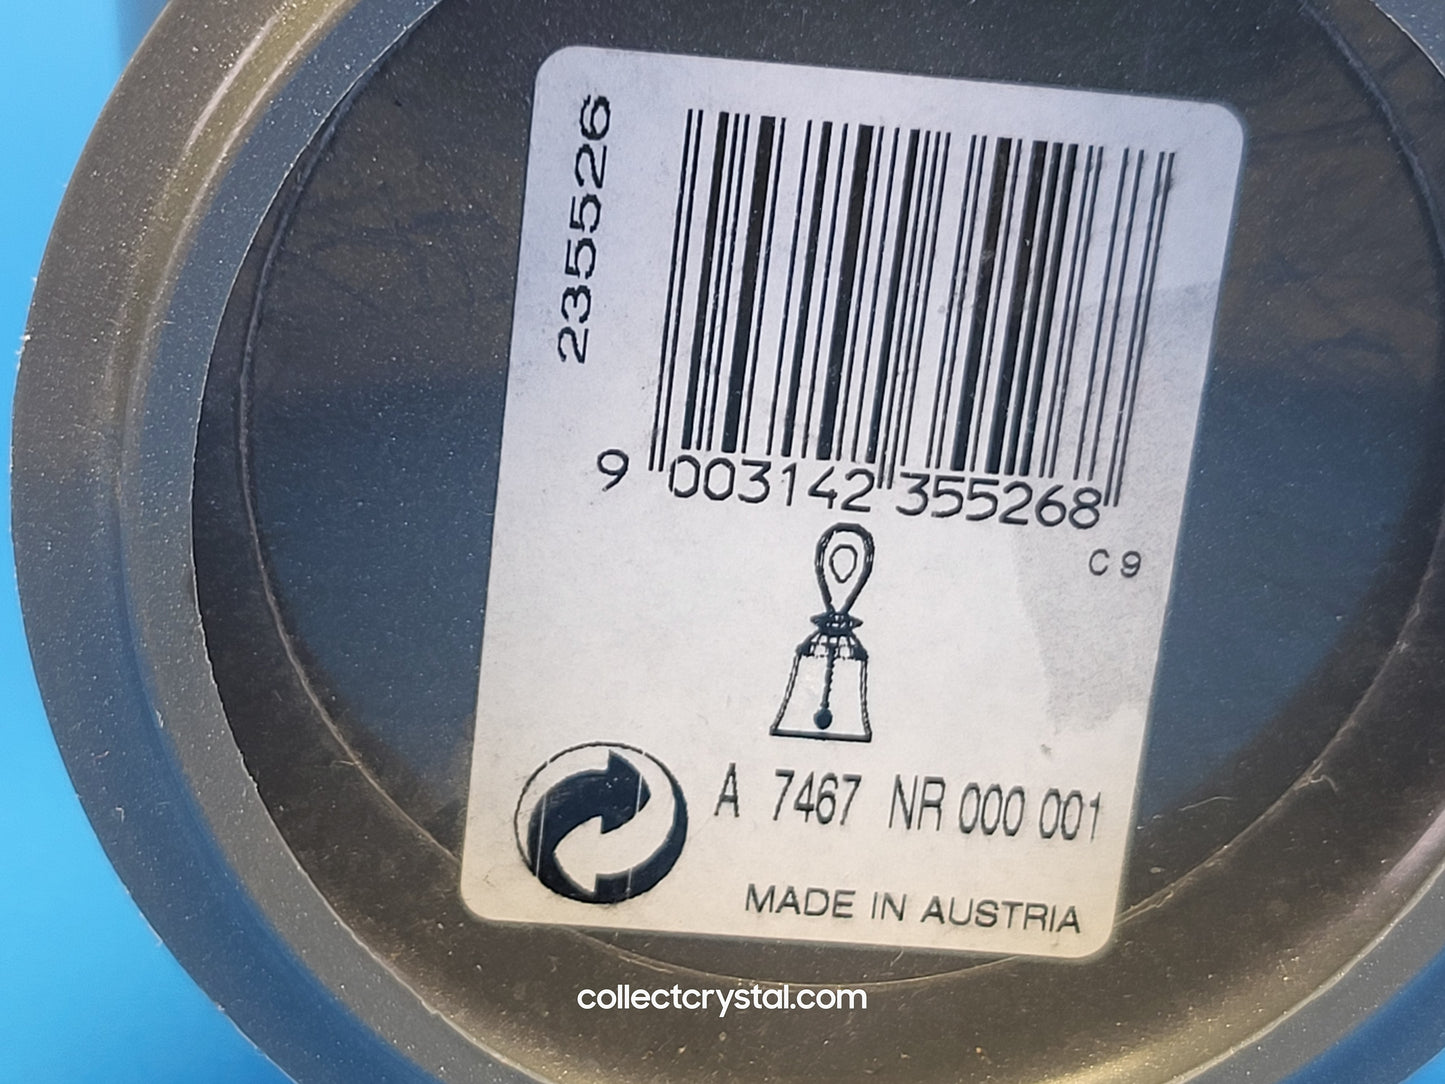 235526
9 003142 355268
C 9
A 7467 NR 000 001
MADE IN AUSTRIA
collectcrystal.com